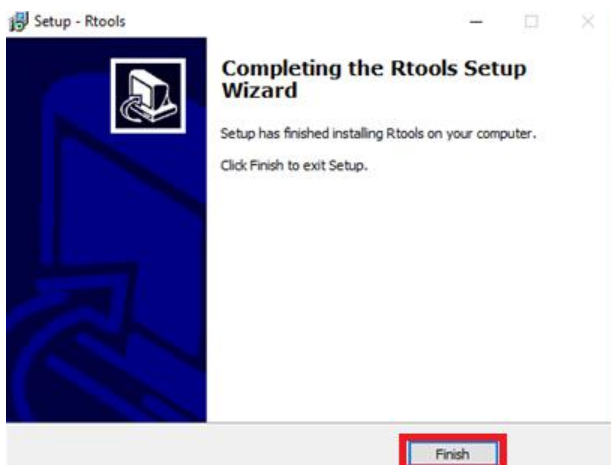 Setup - Rtools
Completing the Rtools Setup
Wizard
Setup has finished installing Rtools on your computer.
Click Finish to exit Setup.
Finish